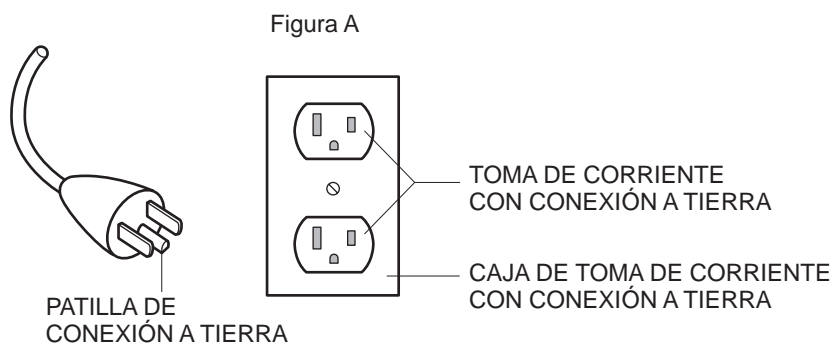 Figura A
TOMA DE CORRIENTE
CON CONEXIÓN A TIERRA
CAJA DE TOMA DE CORRIENTE
CON CONEXIÓN A TIERRA
PATILLA DE
CONEXIÓN A TIERRA